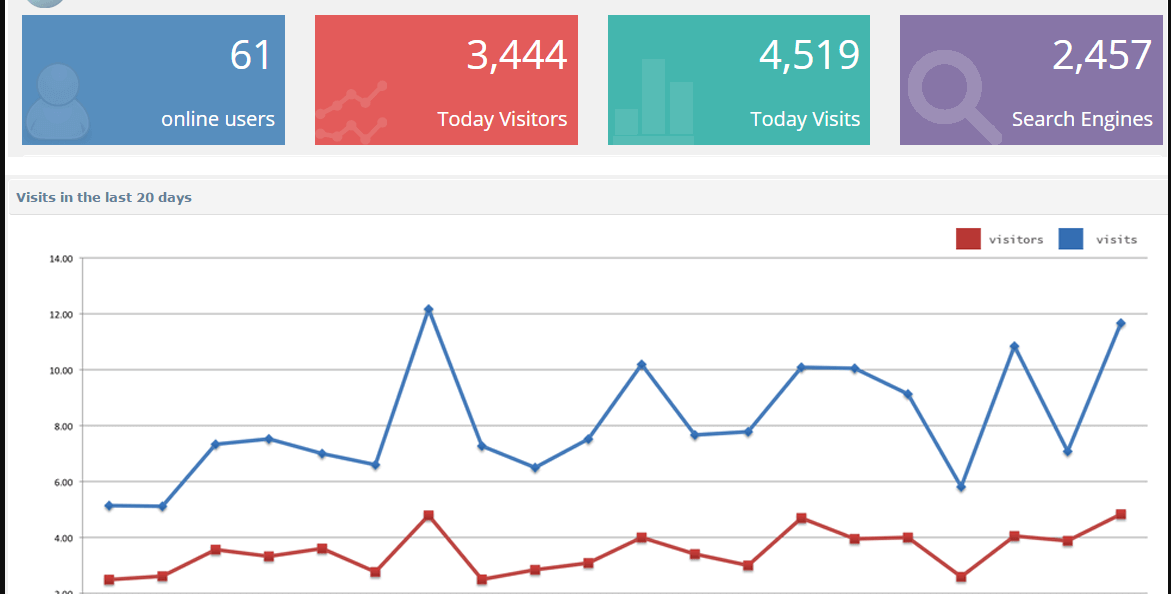 61
online users
3,444
Today Visitors
4,519
Today Visits
2,457
Search Engines
Visits in the last 20 days
visitors
visits
14.00
12.00
10.00
8.00
6.00
4.00